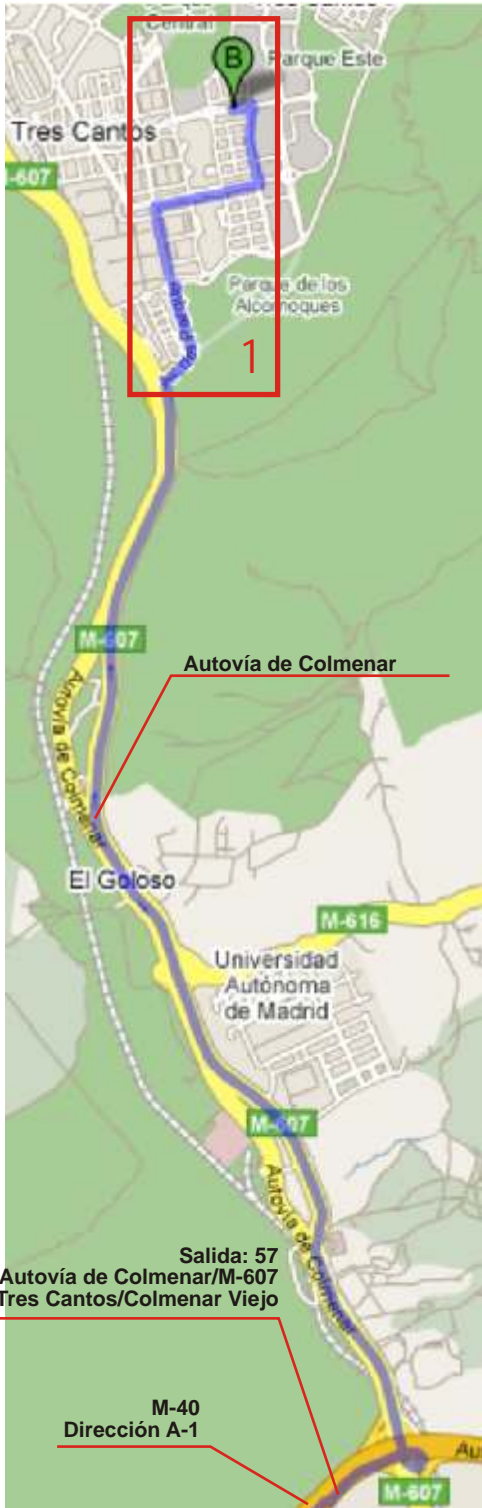 Central
B
Parque Este
Tres Cantos
M-607
Parque de los
Alcornoques
1
M-607
Autovía de Colmenar
Autovía de Colmenar
El Goloso
M-616
Universidad
Autónoma
de Madrid
M-607
Autovía de Colmenar
Salida: 57
Autovía de Colmenar/M-607
Tres Cantos/Colmenar Viejo
M-40
Dirección A-1
M-607